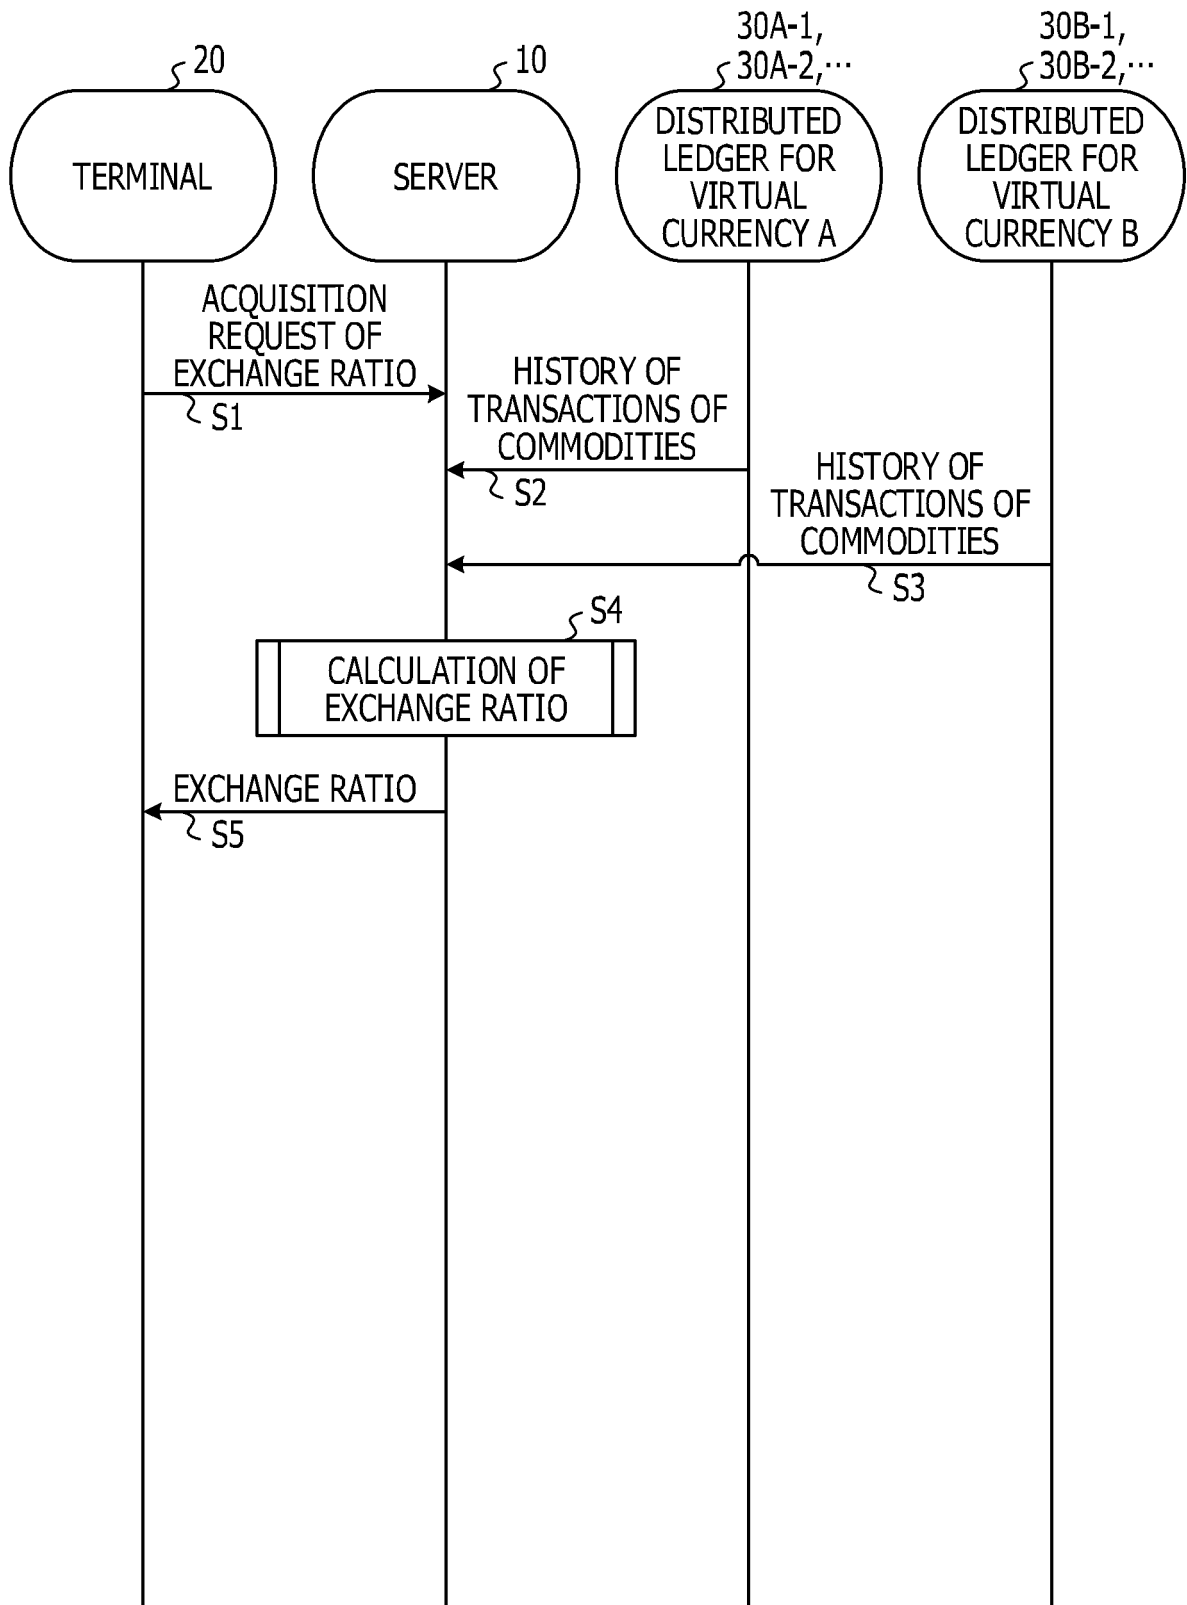 20
10
30A-1,
30A-2,···
30B-1,
30B-2,···
TERMINAL
SERVER
DISTRIBUTED
LEDGER FOR
VIRTUAL
CURRENCY A
DISTRIBUTED
LEDGER FOR
VIRTUAL
CURRENCY B
ACQUISITION
REQUEST OF
EXCHANGE RATIO
S1
HISTORY OF
TRANSACTIONS OF
COMMODITIES
S2
HISTORY OF
TRANSACTIONS OF
COMMODITIES
S3
S4
CALCULATION OF
EXCHANGE RATIO
EXCHANGE RATIO
S5